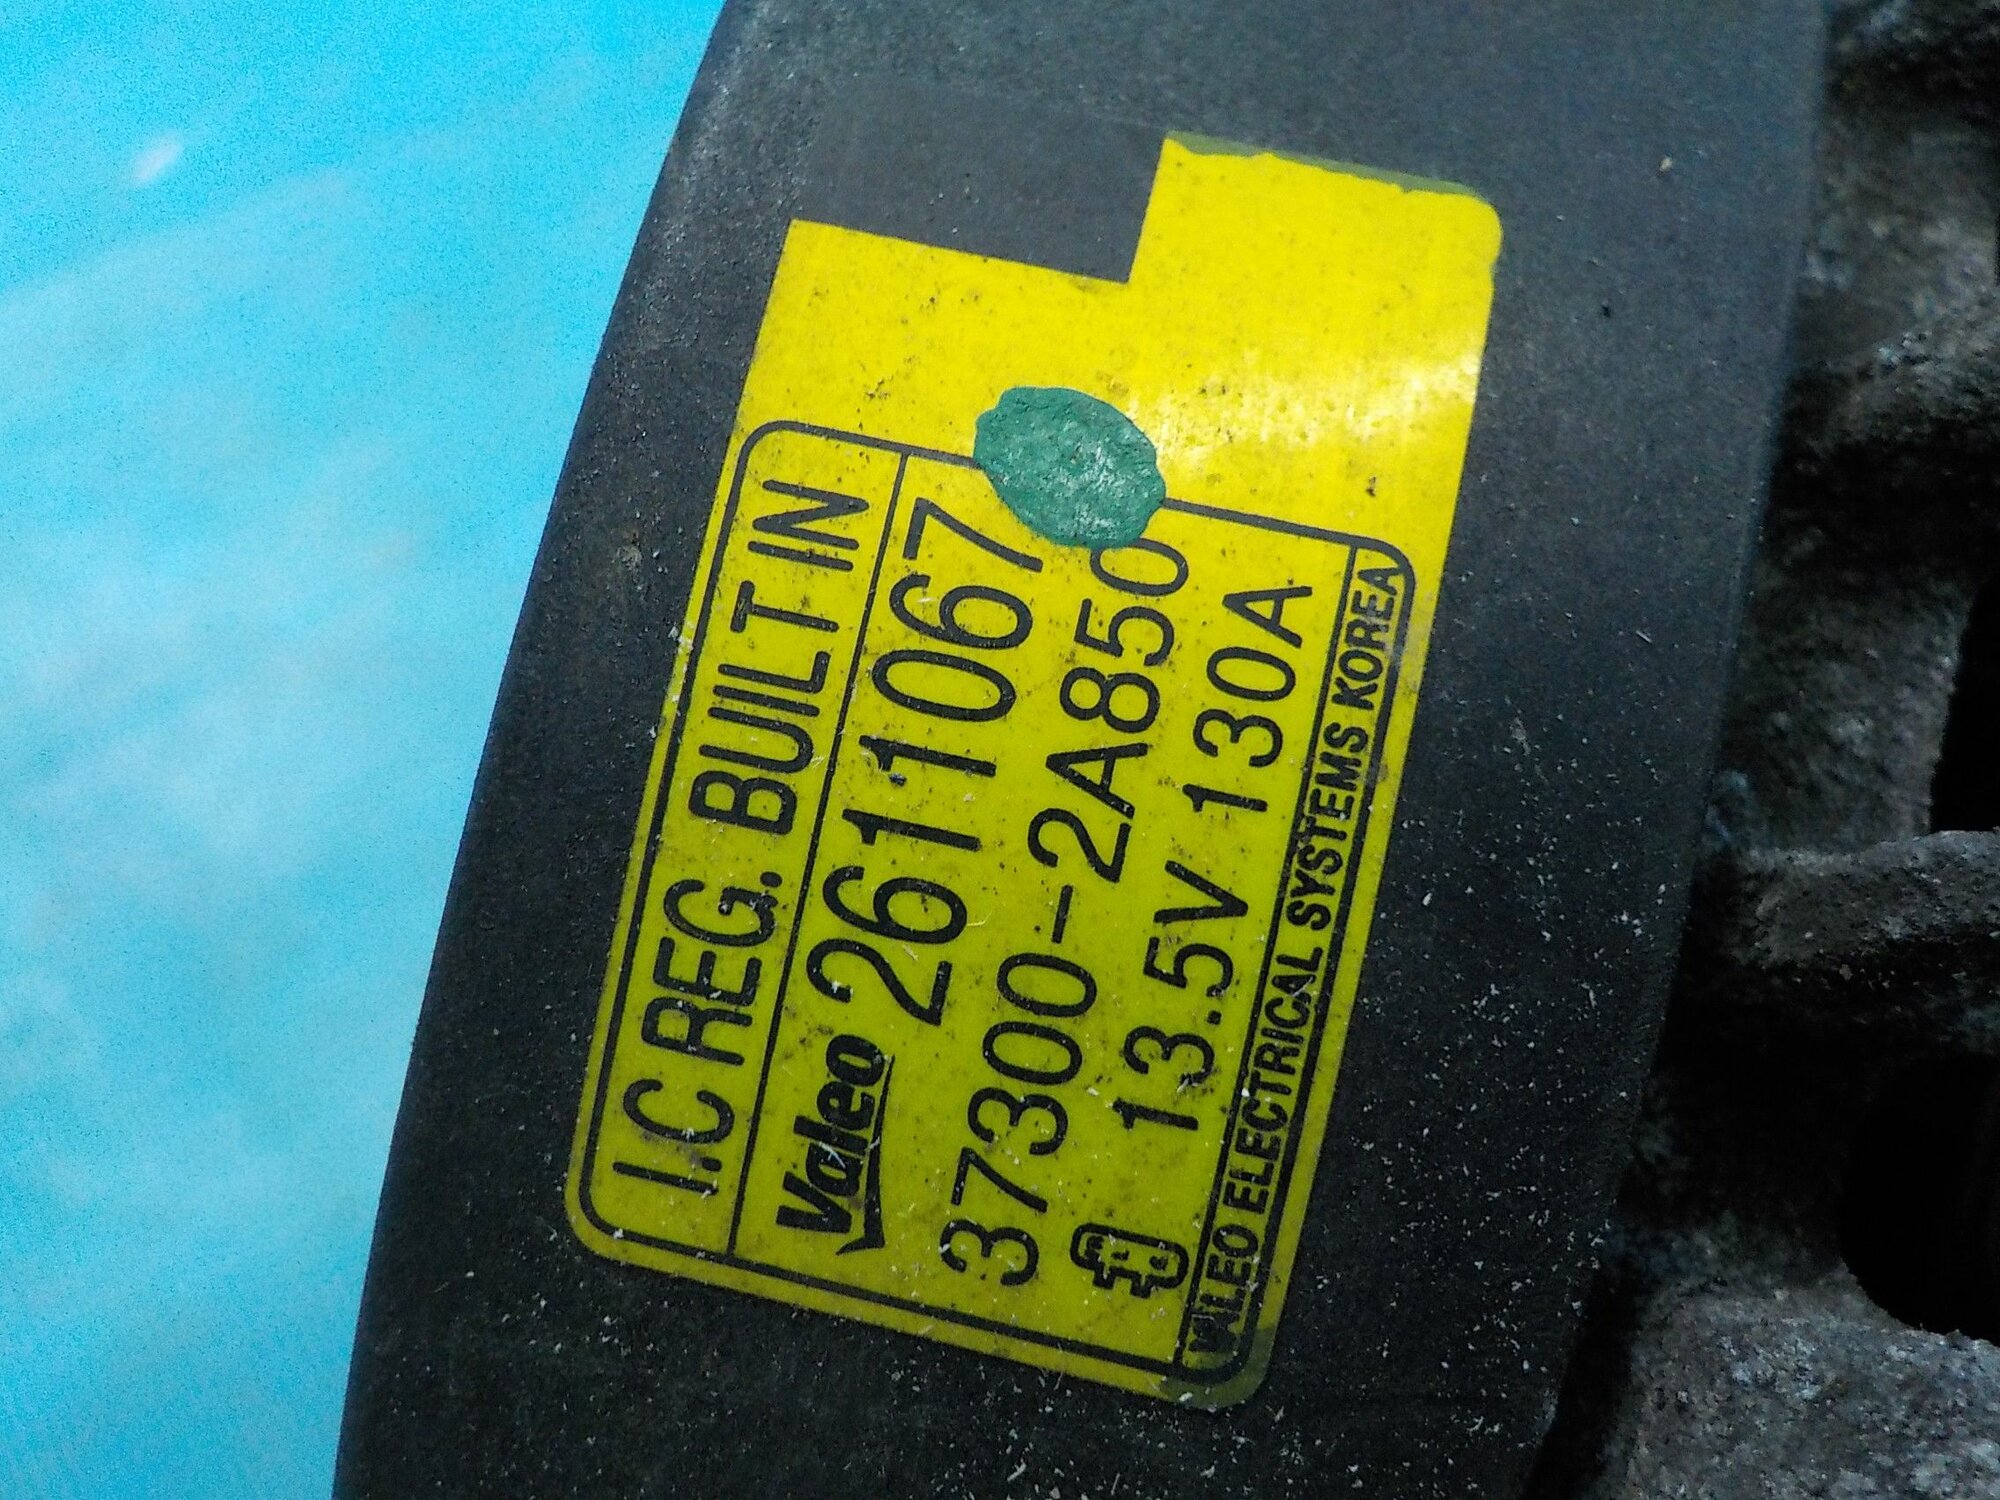 I.C REG. BUILT IN
Valeo 2611067
37300-2A850
13.5V 130A
VALEO ELECTRICAL SYSTEMS KOREA